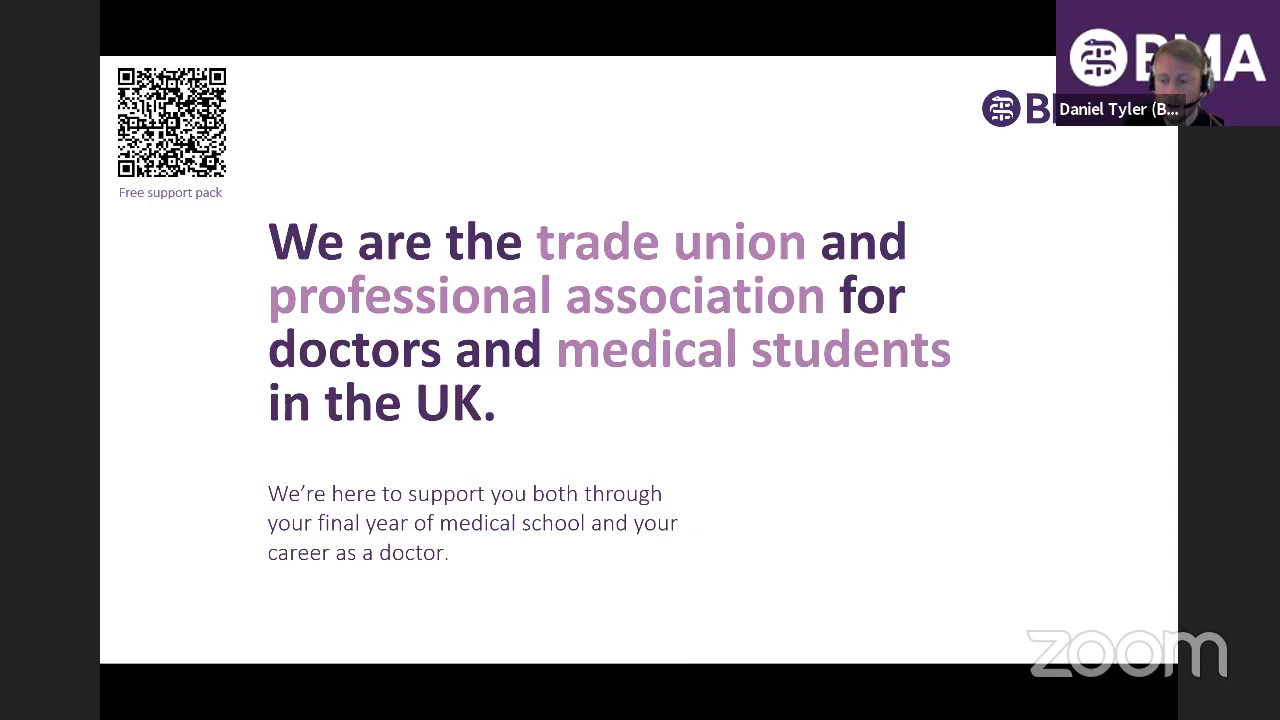 BMA
Daniel Tyler (B...
Free support pack
We are the trade union and
professional association for
doctors and medical students
in the UK.
We're here to support you both through
your final year of medical school and your
career as a doctor.
zoom